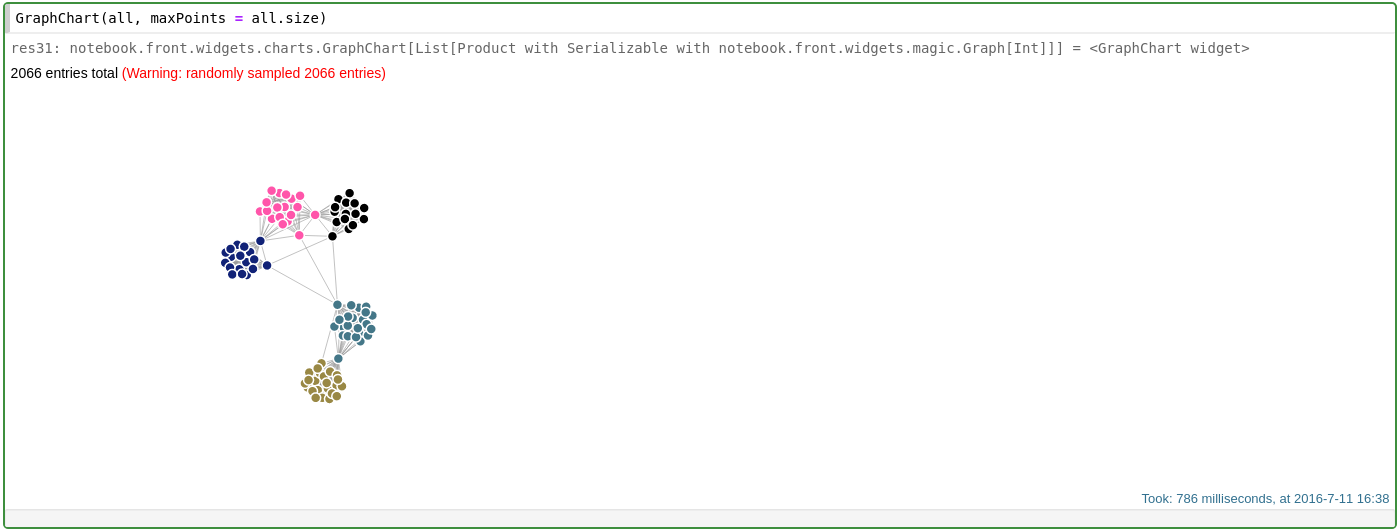 GraphChart(all, maxPoints = all.size)
res31: notebook.front.widgets.charts.GraphChart[List[Product with Serializable with notebook.front.widgets.magic.Graph[Int]]] = <GraphChart widget>
2066 entries total (Warning: randomly sampled 2066 entries)
Took: 786 milliseconds, at 2016-7-11 16:38